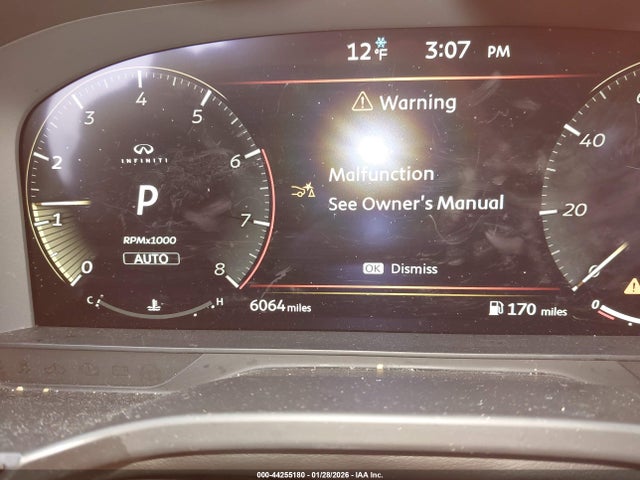 12°F 3:07 PM
Warning
Malfunction
See Owner's Manual
OK Dismiss
6064 miles
170 miles
0 1 2 3 4 5 6 7 8
INFINITI
P
RPMx1000
AUTO
C H
40
20
0
0
000-44255180 - 01/28/2026 - IAA Inc.